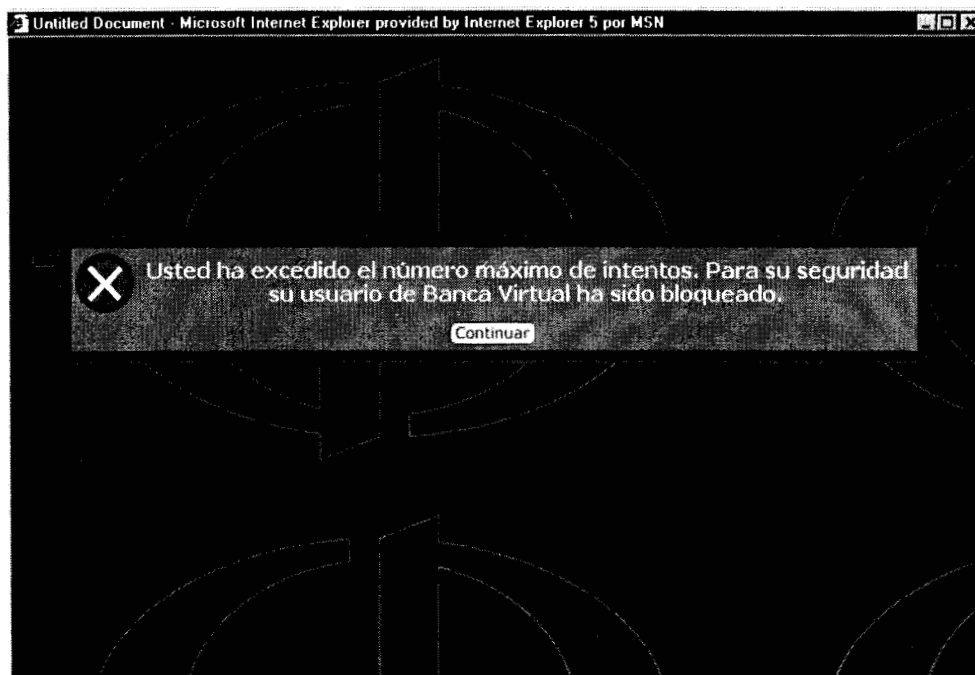 Untitled Document - Microsoft Internet Explorer provided by Internet Explorer 5 por MSN
Usted ha excedido el número máximo de intentos. Para su seguridad
su usuario de Banca Virtual ha sido bloqueado.
Continuar